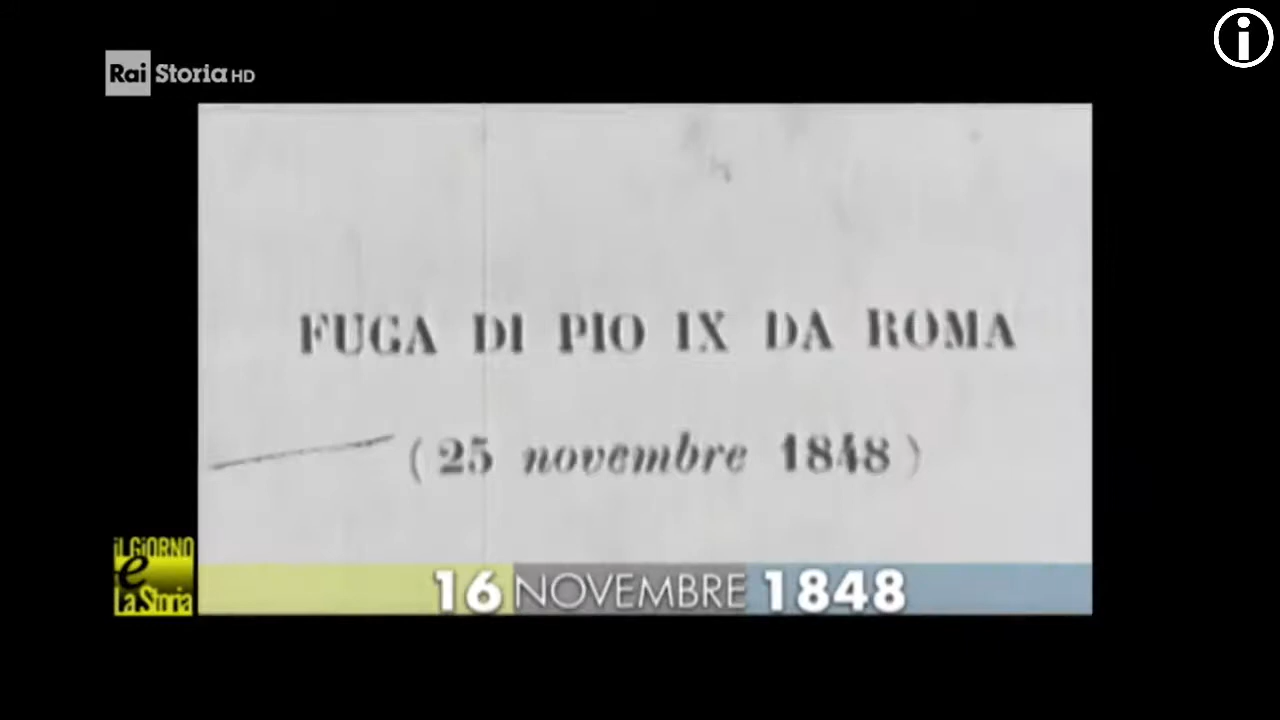 Rai Storia HD
i
FUGA DI PIO IX DA ROMA
( 25 novembre 1848 )
iL GiORNO
e
La Storia
16 NOVEMBRE 1848